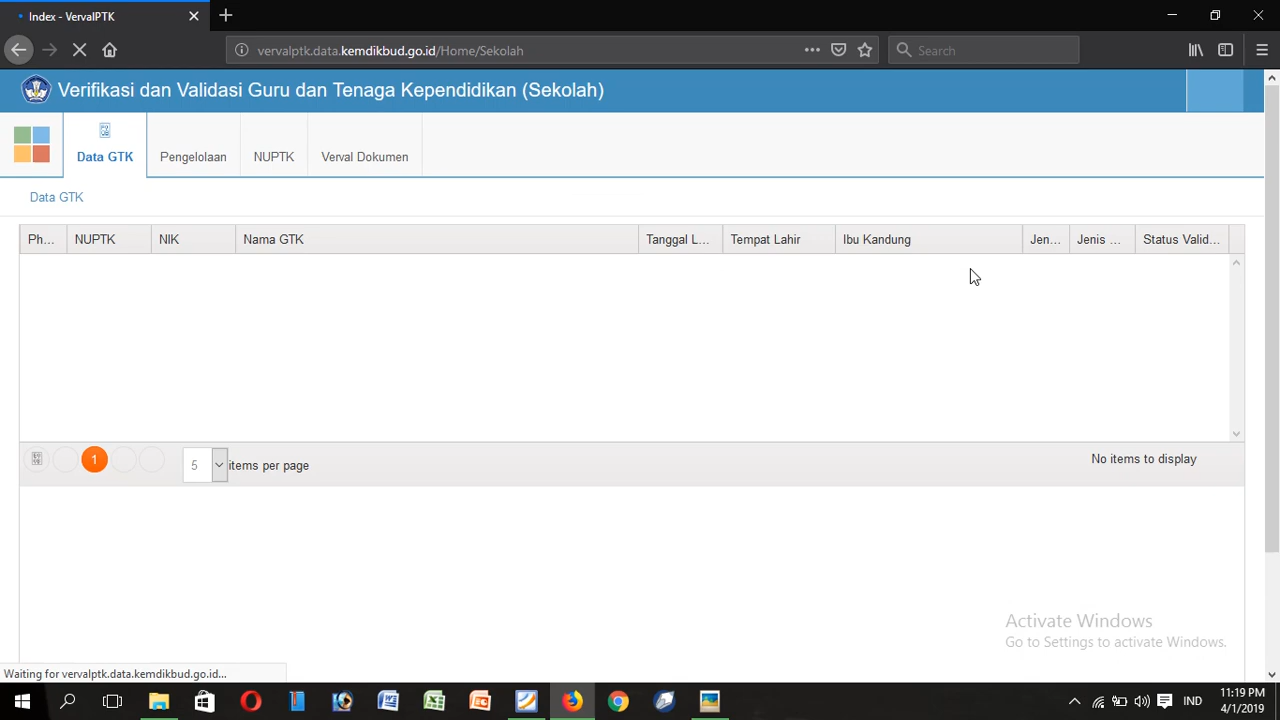 Index - VervalPTK
vervalptk.data.kemdikbud.go.id/Home/Sekolah
Search
Verifikasi dan Validasi Guru dan Tenaga Kependidikan (Sekolah)
Data GTK
Pengelolaan
NUPTK
Verval Dokumen
Data GTK
Ph... NUPTK NIK Nama GTK Tanggal L... Tempat Lahir Ibu Kandung Jen... Jenis ... Status Valid...
1
5 items per page
No items to display
Activate Windows
Go to Settings to activate Windows.
Waiting for vervalptk.data.kemdikbud.go.id...
IND
11:19 PM
4/1/2019